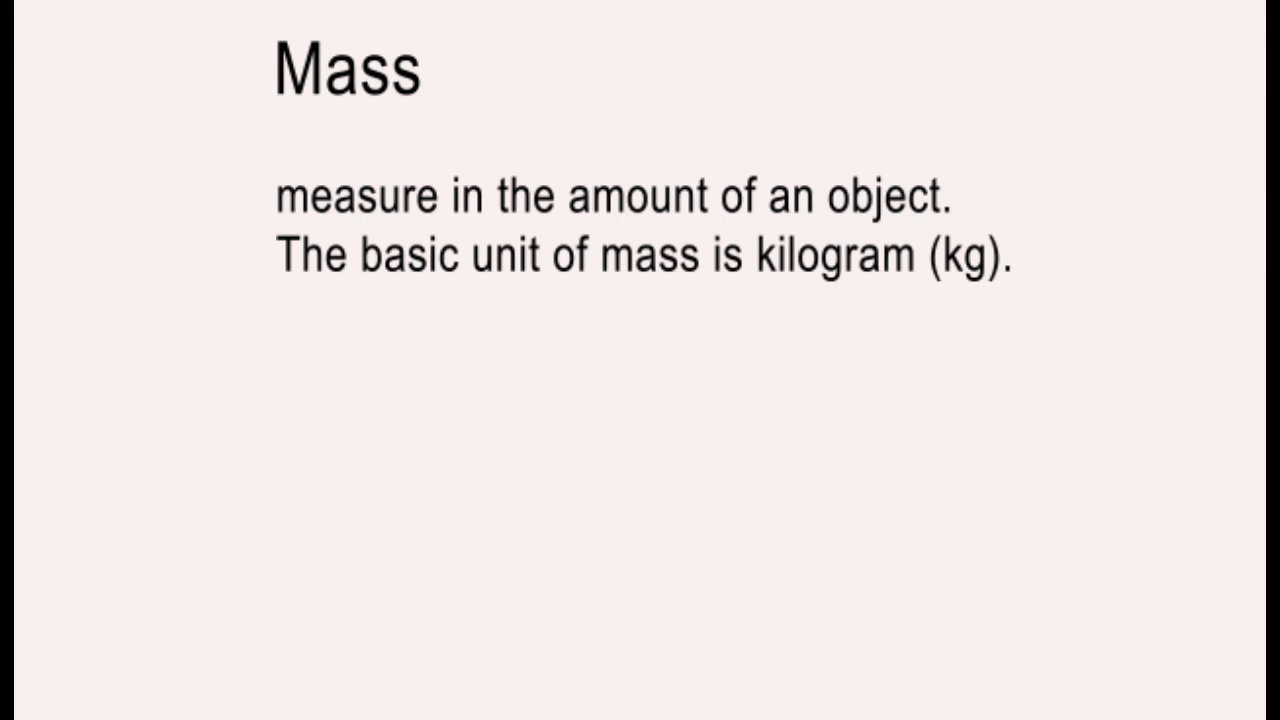 Mass
measure in the amount of an object.
The basic unit of mass is kilogram (kg).